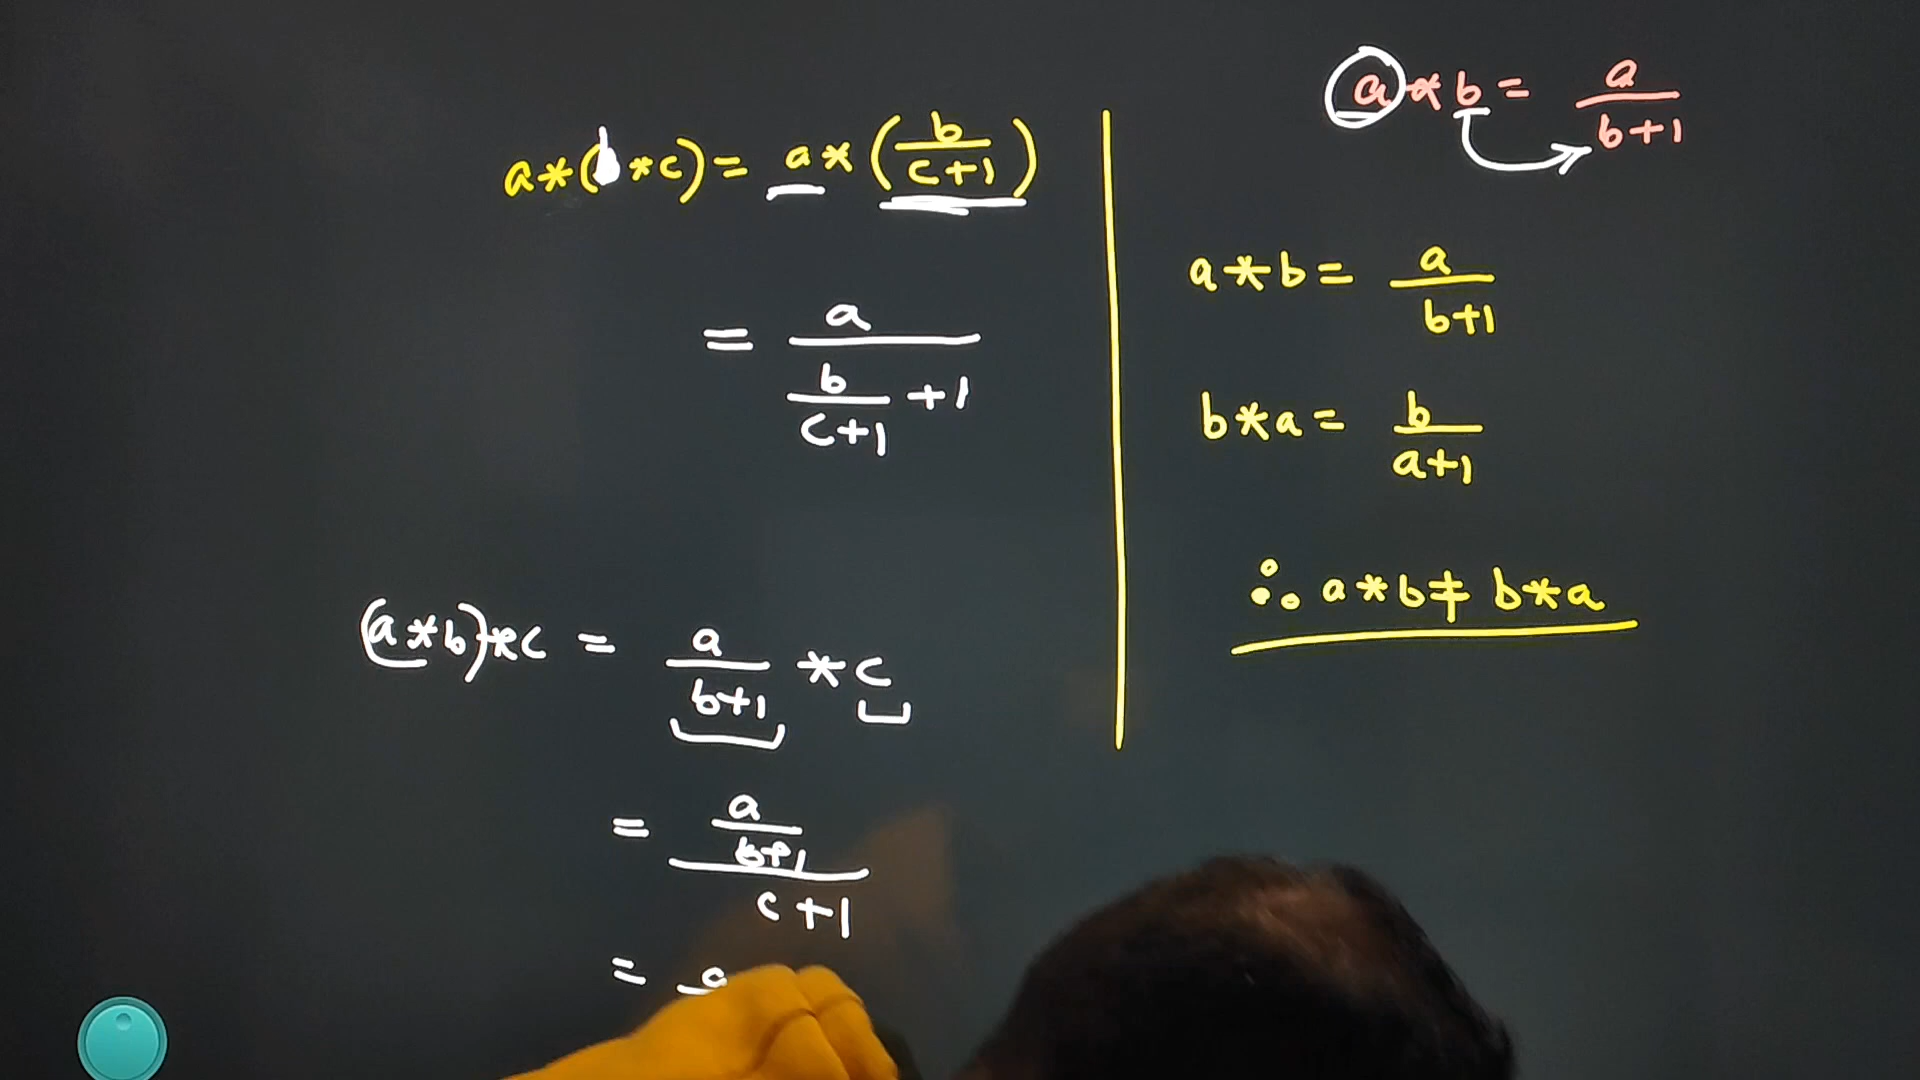 a*(b*c) = a*(b/(c+1))
= a/(b/(c+1) +1)
(a*b)*c = a/(b+1) * c
= (a/(b+1))/(c+1)
= a
a*b = a/(b+1)
a*b = a/(b+1)
b*a = b/(a+1)
∴ a*b ≠ b*a